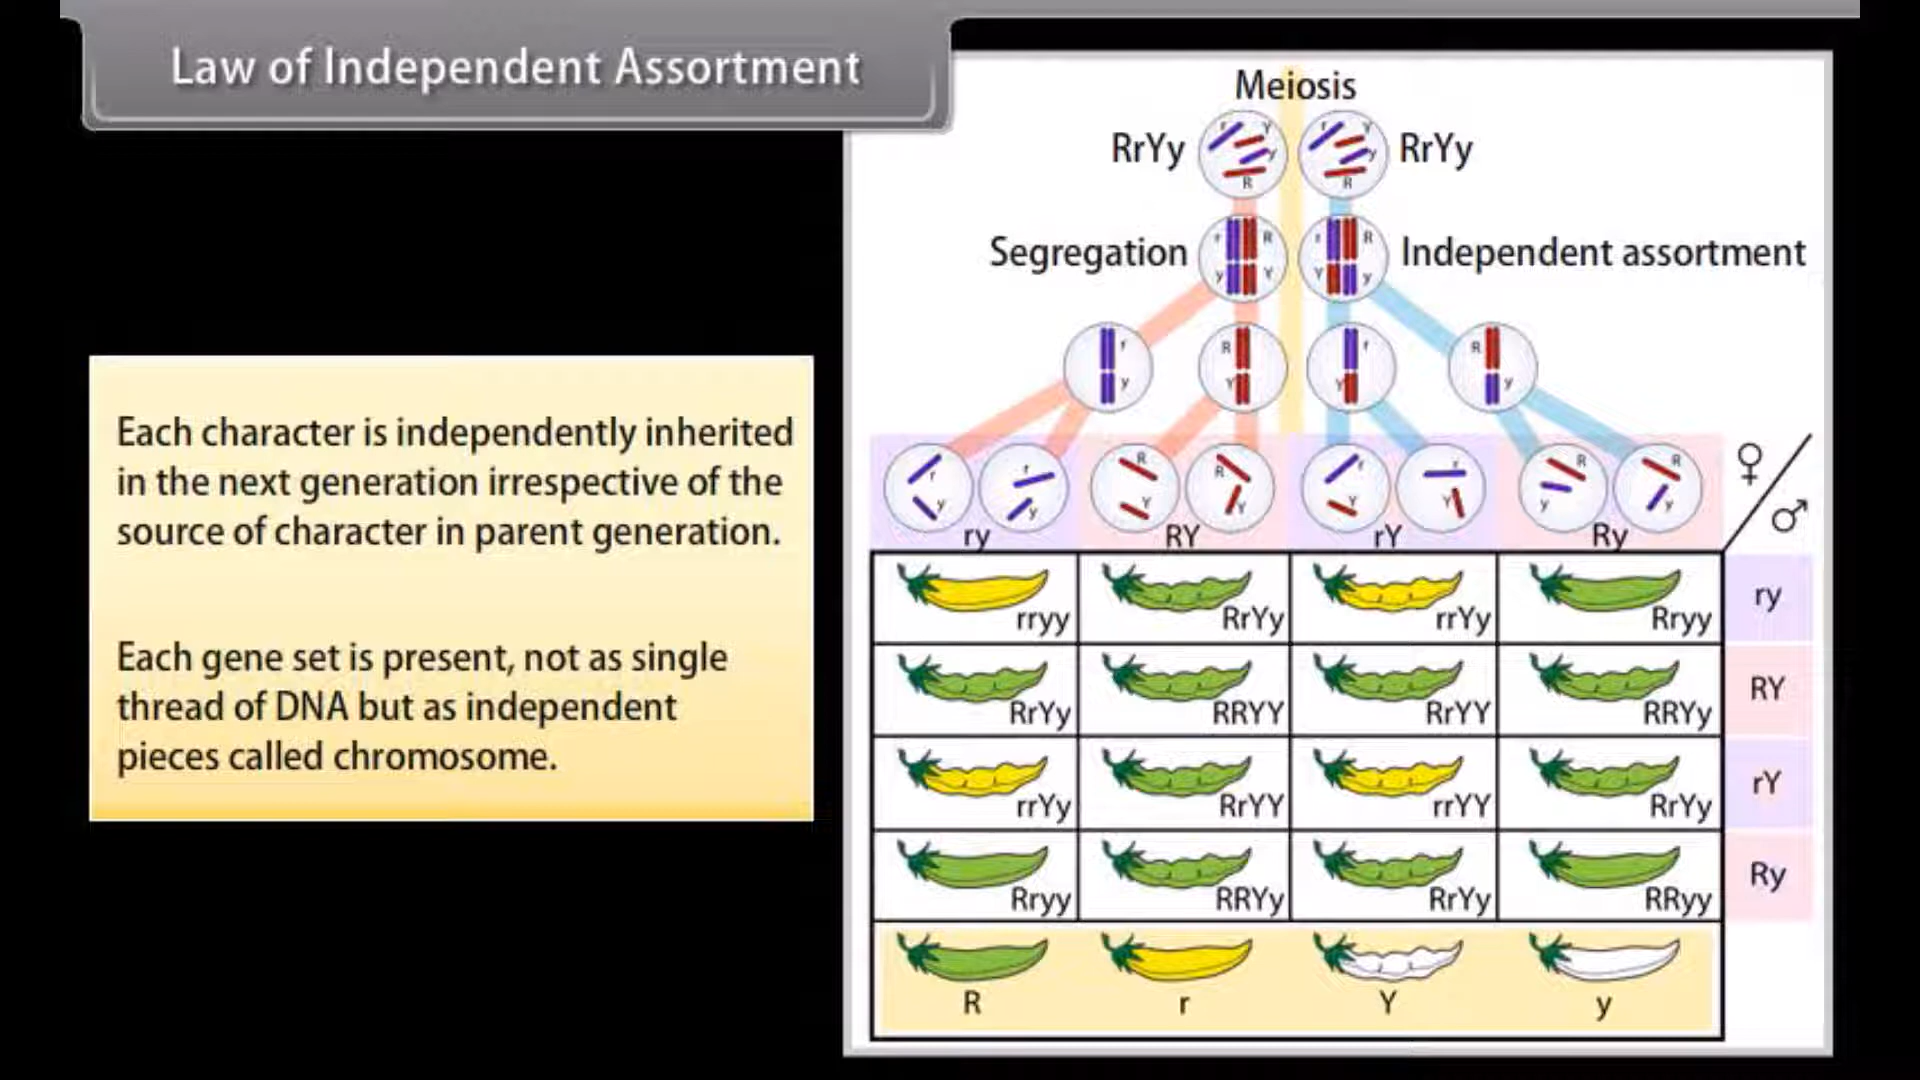 Law of Independent Assortment
Each character is independently inherited
in the next generation irrespective of the
source of character in parent generation.
Each gene set is present, not as single
thread of DNA but as independent
pieces called chromosome.
Meiosis
RrYy RrYy
r Y y R r Y y R
Segregation Independent assortment
r R y Y r R Y y
r y R Y r Y R y
r y r y R Y R Y r Y r Y R y R y
ry RY rY Ry
♀ / ♂
rryy RrYy rrYy Rryy ry
RrYy RRYY RrYY RRYy RY
rrYy RrYY rrYY RrYy rY
Rryy RRYy RrYy RRyy Ry
R r Y y